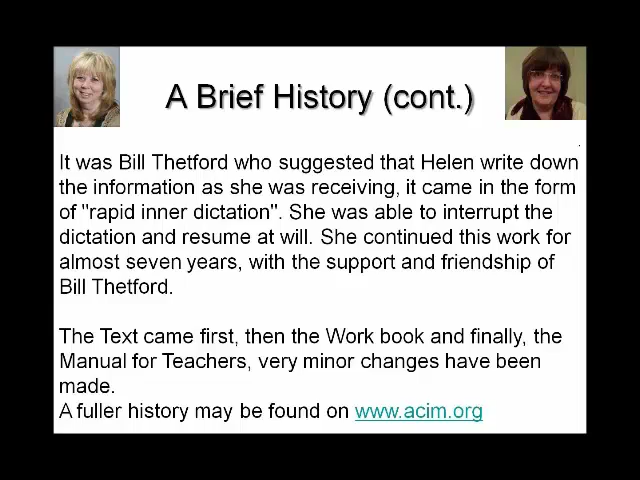 A Brief History (cont.)
It was Bill Thetford who suggested that Helen write down
the information as she was receiving, it came in the form
of "rapid inner dictation". She was able to interrupt the
dictation and resume at will. She continued this work for
almost seven years, with the support and friendship of
Bill Thetford.
The Text came first, then the Work book and finally, the
Manual for Teachers, very minor changes have been
made.
A fuller history may be found on www.acim.org